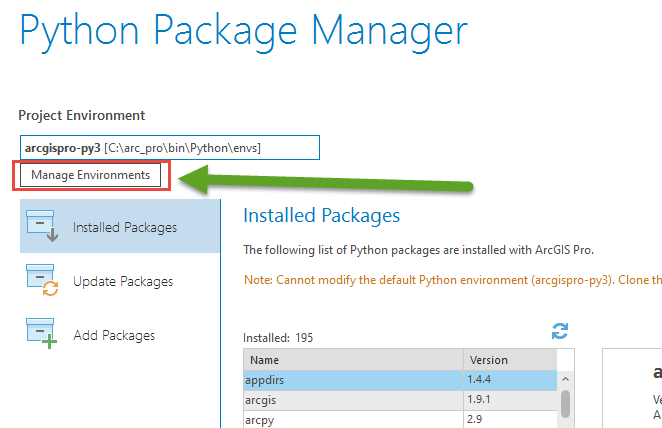 Python Package Manager
Project Environment
arcgispro-py3 [C:\arc_pro\bin\Python\envs]
Manage Environments
Installed Packages
Update Packages
Add Packages
Installed Packages
The following list of Python packages are installed with ArcGIS Pro.
Note: Cannot modify the default Python environment (arcgispro-py3). Clone th
Installed: 195
Name Version
appdirs 1.4.4
arcgis 1.9.1
arcpy 2.9
a
Ve
A